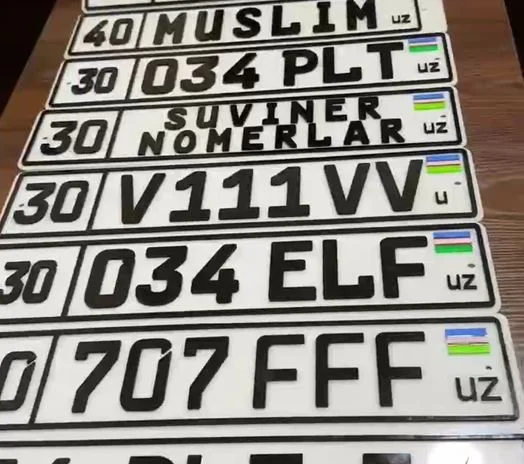 40 MUSLIM uz
30 034 PLT uz
30 SUVINER
NOMERLAR uz
30 V111VV u
30 034 ELF uz
0 707 FFF uz